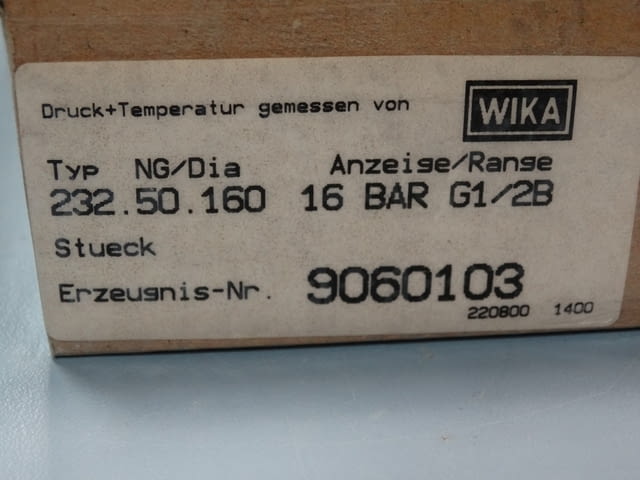 Druck+Temperatur gemessen von WIKA
Typ NG/Dia Anzeige/Range
232.50.160 16 BAR G1/2B
Stueck
Erzeugnis-Nr. 9060103
220800 1400